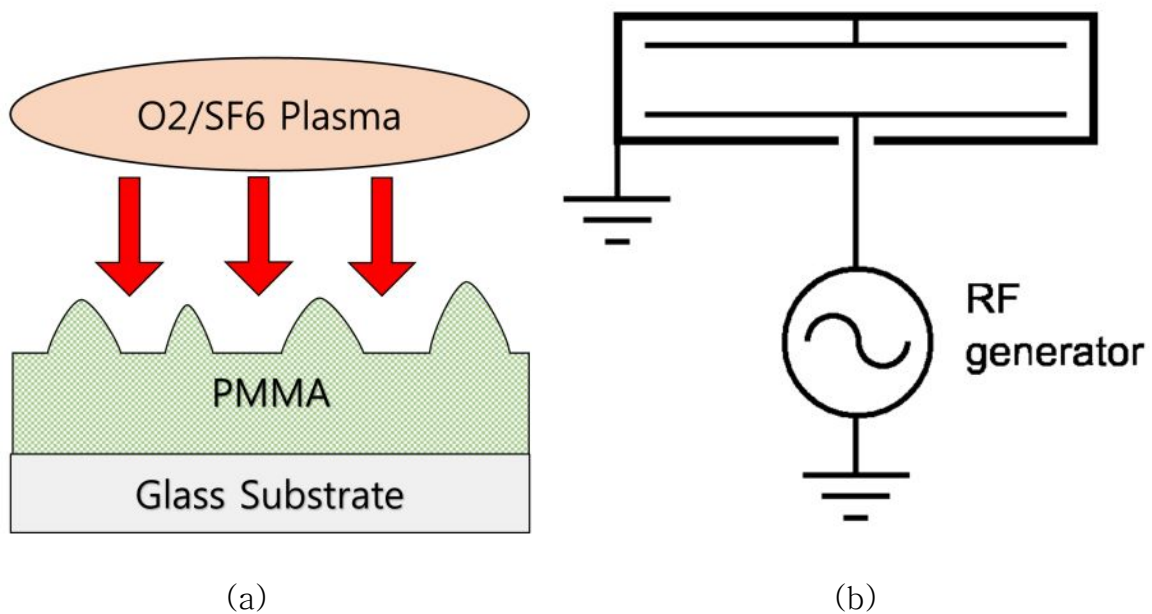 O2/SF6 Plasma
PMMA
Glass Substrate
RF
generator
(a)
(b)